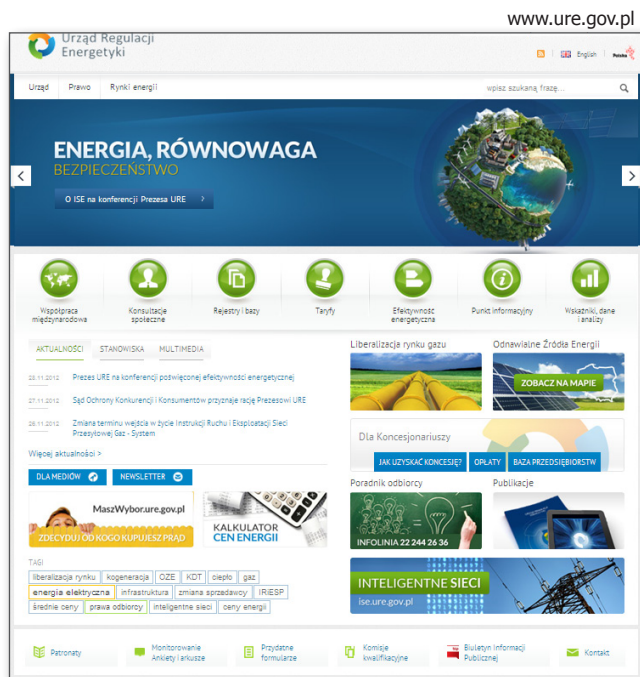 www.ure.gov.pl
Urząd Regulacji
Energetyki
English
Polska
Urząd Prawo Rynki energii
wpisz szukaną frazę...
ENERGIA, RÓWNOWAGA
BEZPIECZEŃSTWO
O ISE na konferencji Prezesa URE >
Współpraca
międzynarodowa
Konsultacje
społeczne
Rejestry i bazy
Taryfy
Efektywność
energetyczna
Punkt informacyjny
Wskaźniki, dane
i analizy
AKTUALNOŚCI STANOWISKA MULTIMEDIA
28.11.2012 Prezes URE na konferencji poświęconej efektywności energetycznej
27.11.2012 Sąd Ochrony Konkurencji i Konsumentów przyznaje rację Prezesowi URE
26.11.2012 Zmiana terminu wejścia w życie Instrukcji Ruchu i Eksploatacji Sieci
Przesyłowej Gaz - System
Więcej aktualności >
DLA MEDIÓW
NEWSLETTER
MaszWybor.ure.gov.pl
ZDECYDUJ OD KOGO KUPUJESZ PRĄD
KALKULATOR
CEN ENERGII
TAGI
liberalizacja rynku kogeneracja OZE KDT ciepło gaz
energia elektryczna infrastruktura zmiana sprzedawcy IRiESP
średnie ceny prawa odbiorcy inteligentne sieci ceny energii
Liberalizacja rynku gazu
Odnawialne Źródła Energii
ZOBACZ NA MAPIE
Dla Koncesjonariuszy
JAK UZYSKAĆ KONCESJĘ? OPŁATY BAZA PRZEDSIĘBIORSTW
Poradnik odbiorcy
Publikacje
INFOLINIA 22 244 26 36
INTELIGENTNE SIECI
ise.ure.gov.pl
Patronaty
Monitorowanie
Ankiety i arkusze
Przydatne
formularze
Komisje
kwalifikacyjne
Biuletyn Informacji
Publicznej
Kontakt